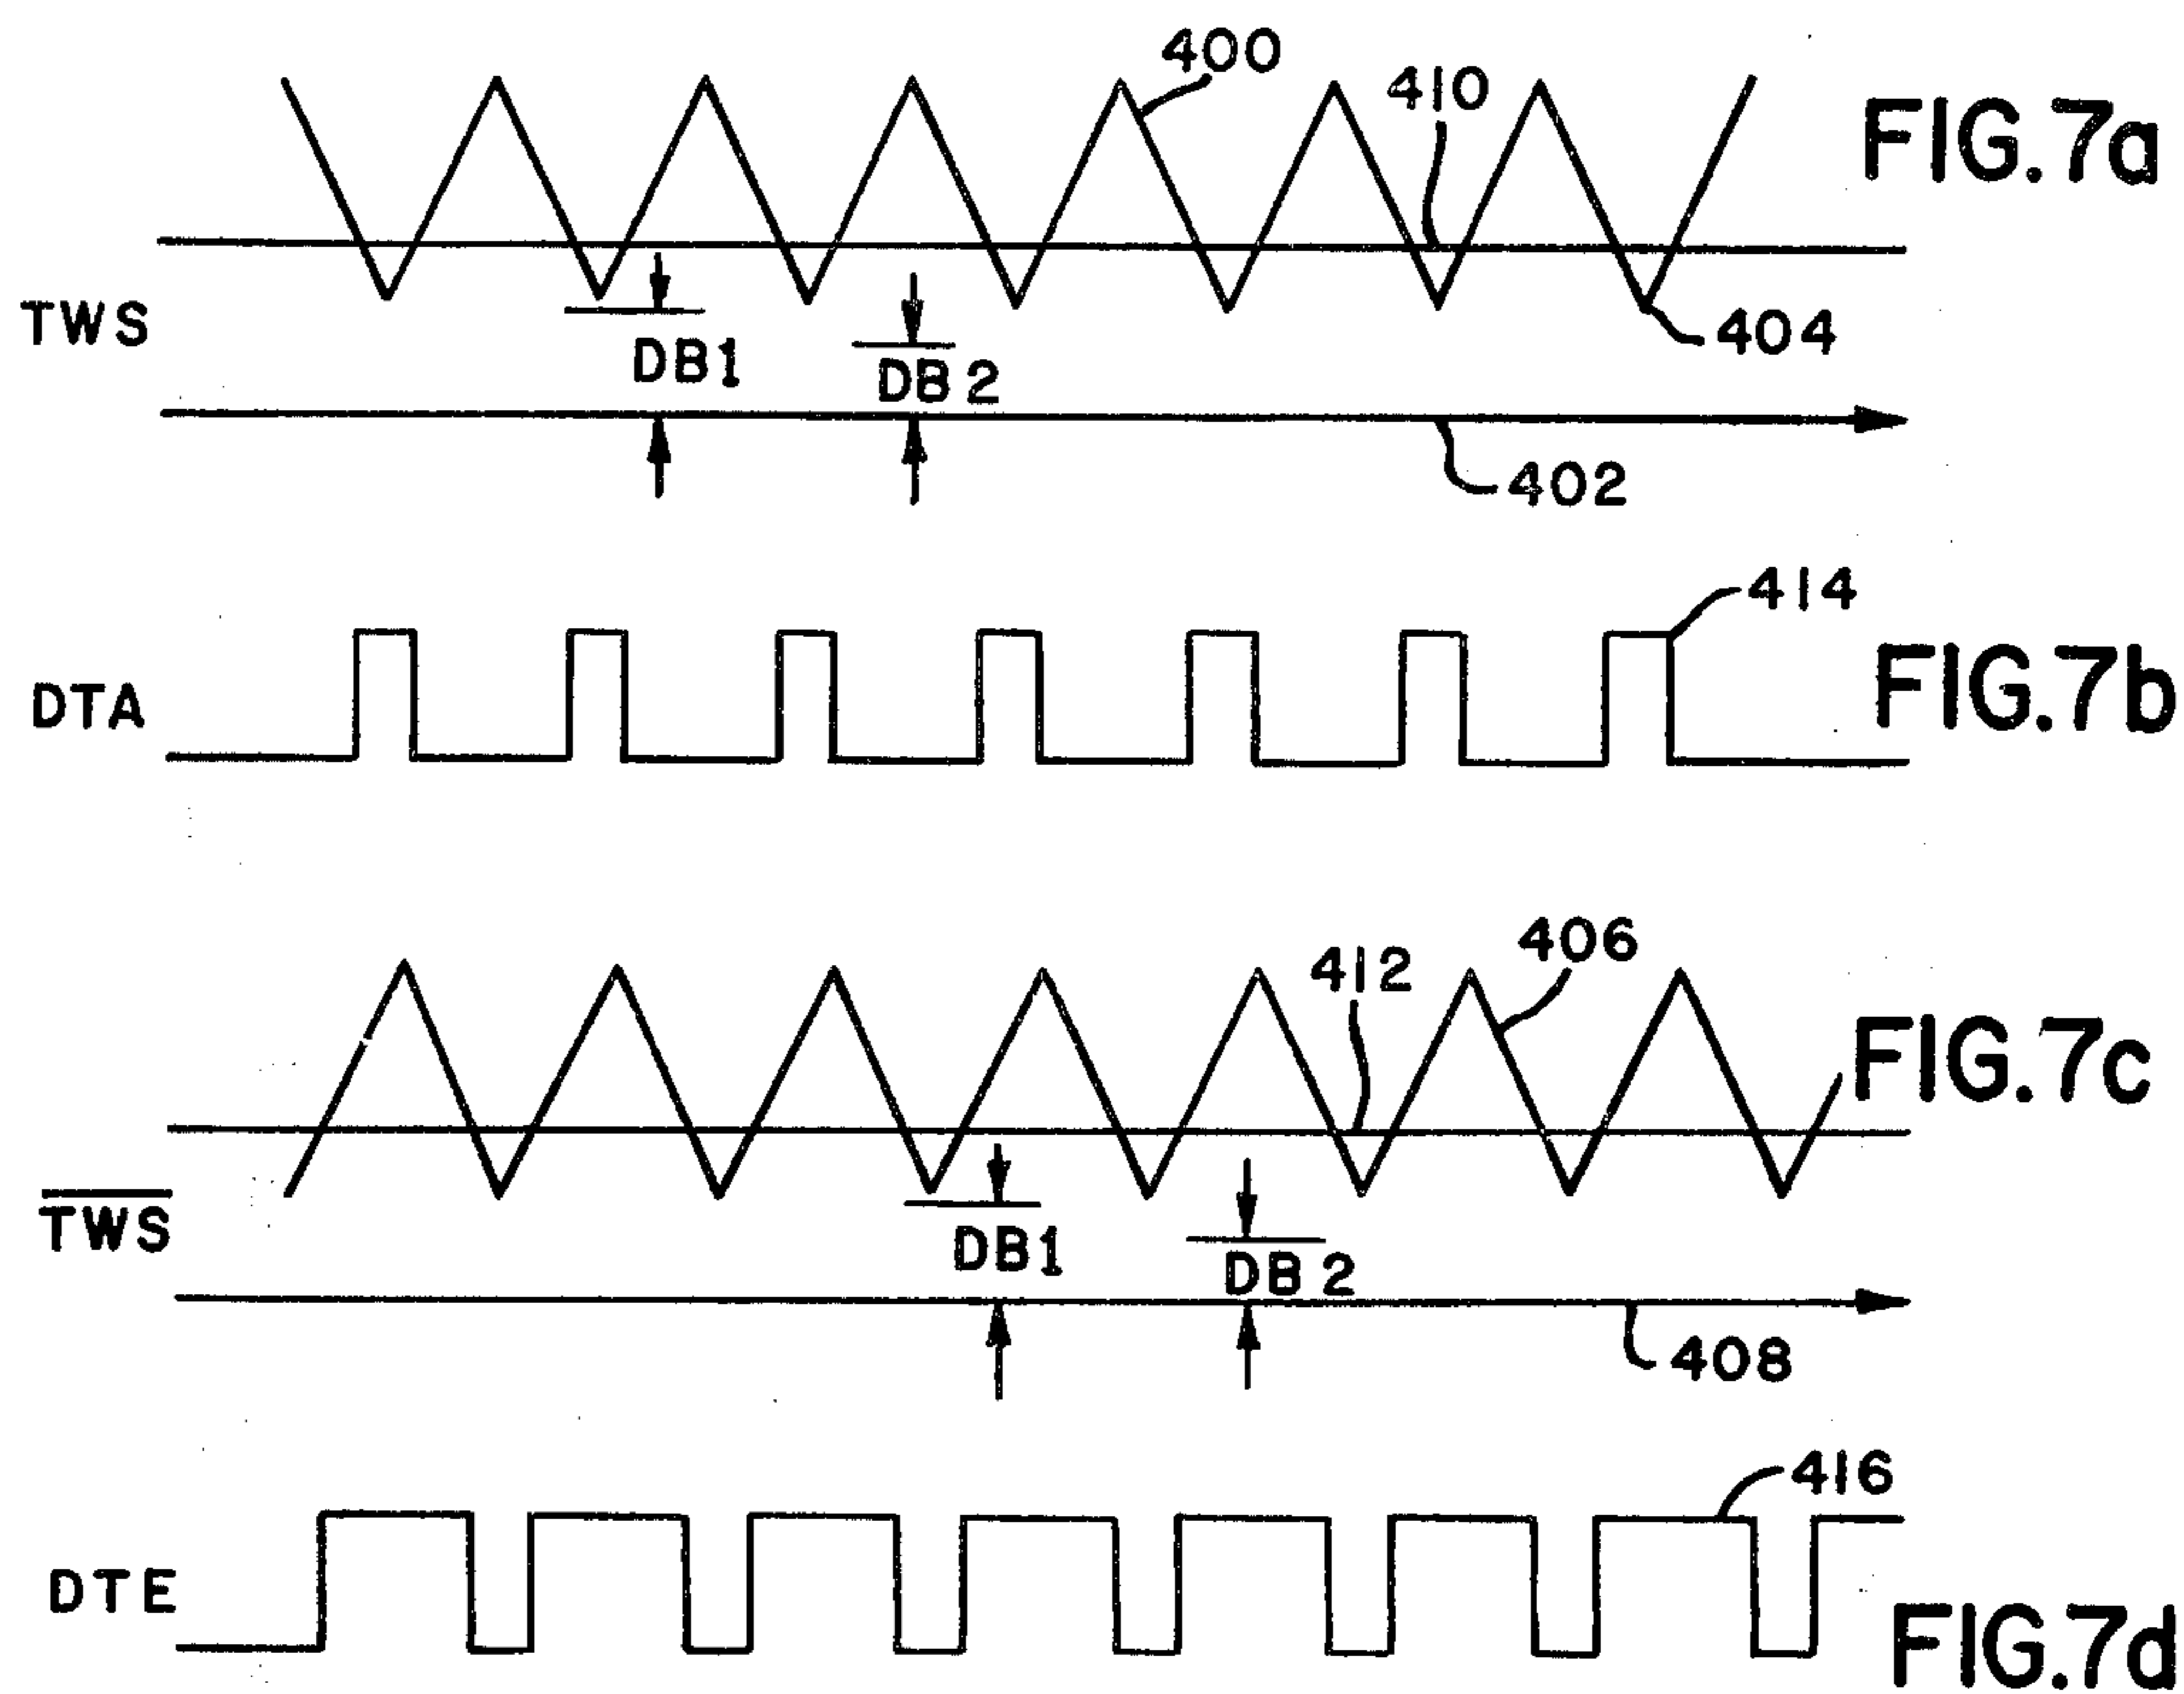 400
410
FIG.7a
TWS
404
DB1
DB2
402
414
DTA
FIG.7b
406
412
FIG.7c
TWS
DB1
DB2
408
416
DTE
FIG.7d